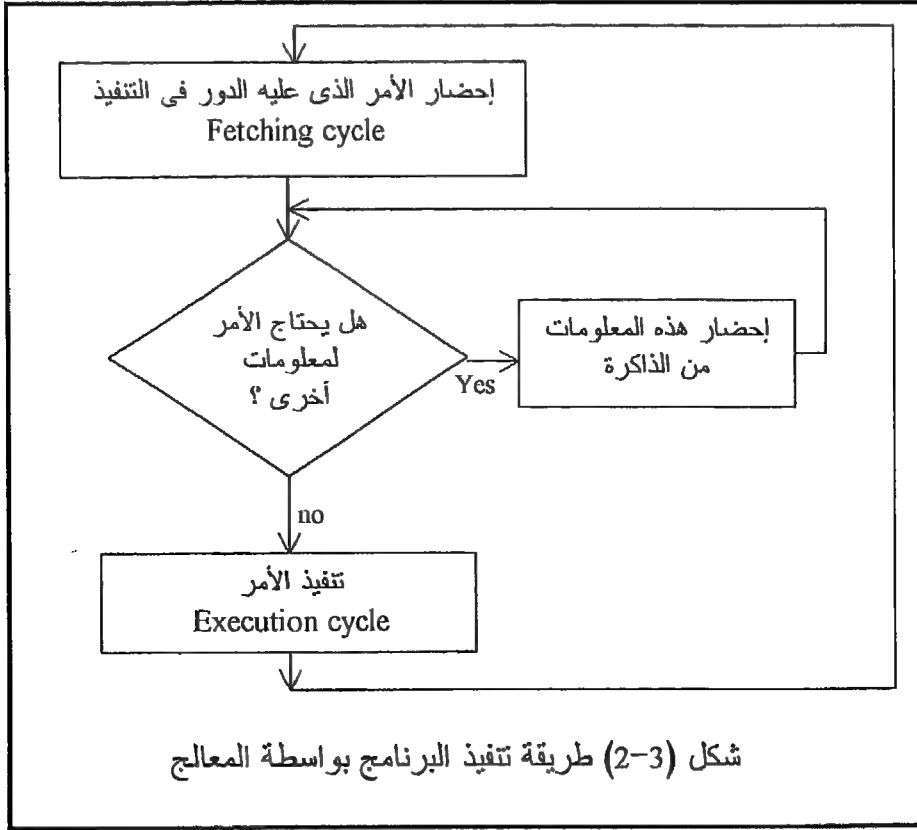 إحضار الأمر الذى عليه الدور فى التنفيذ
Fetching cycle
هل يحتاج الأمر
لمعلومات
أخرى ؟
Yes
إحضار هذه المعلومات
من الذاكرة
no
تنفيذ الأمر
Execution cycle
شكل (3-2) طريقة تنفيذ البرنامج بواسطة المعالج